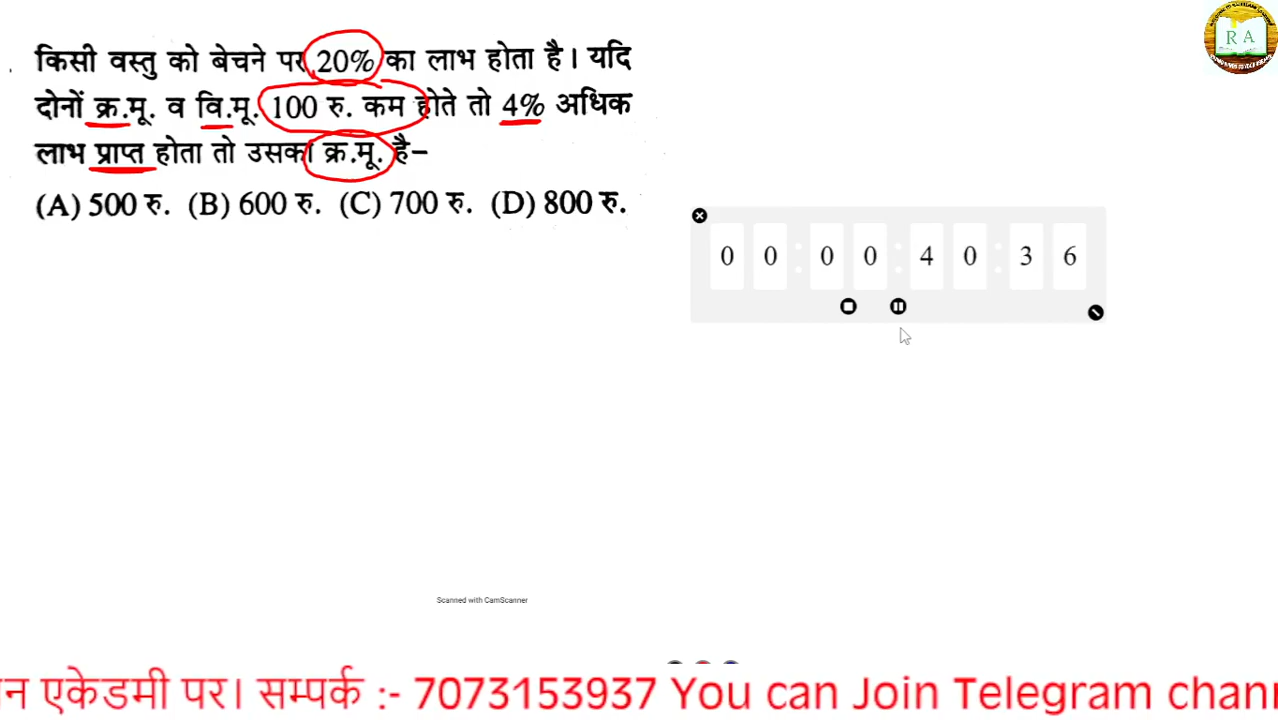 किसी वस्तु को बेचने पर 20% का लाभ होता है। यदि
दोनों क्र.मू. व वि.मू. 100 रु. कम होते तो 4% अधिक
लाभ प्राप्त होता तो उसका क्र.मू. है–
(A) 500 रु. (B) 600 रु. (C) 700 रु. (D) 800 रु.
R A
0 0 : 0 0 : 4 0 : 3 6
Scanned with CamScanner
न एकेडमी पर। सम्पर्क :- 7073153937 You can Join Telegram chann